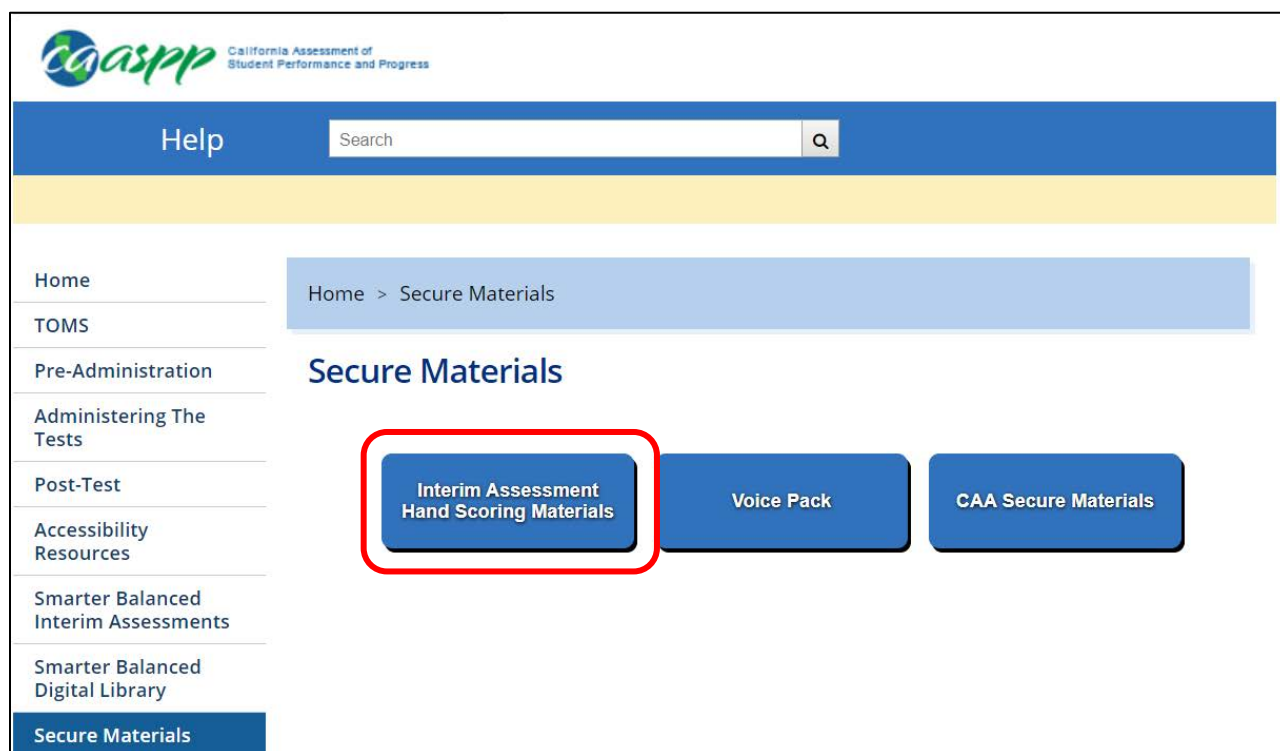 caaspp
California Assessment of
Student Performance and Progress
Help
Search
Home
TOMS
Pre-Administration
Administering The
Tests
Post-Test
Accessibility
Resources
Smarter Balanced
Interim Assessments
Smarter Balanced
Digital Library
Secure Materials
Home > Secure Materials
Secure Materials
Interim Assessment
Hand Scoring Materials
Voice Pack
CAA Secure Materials